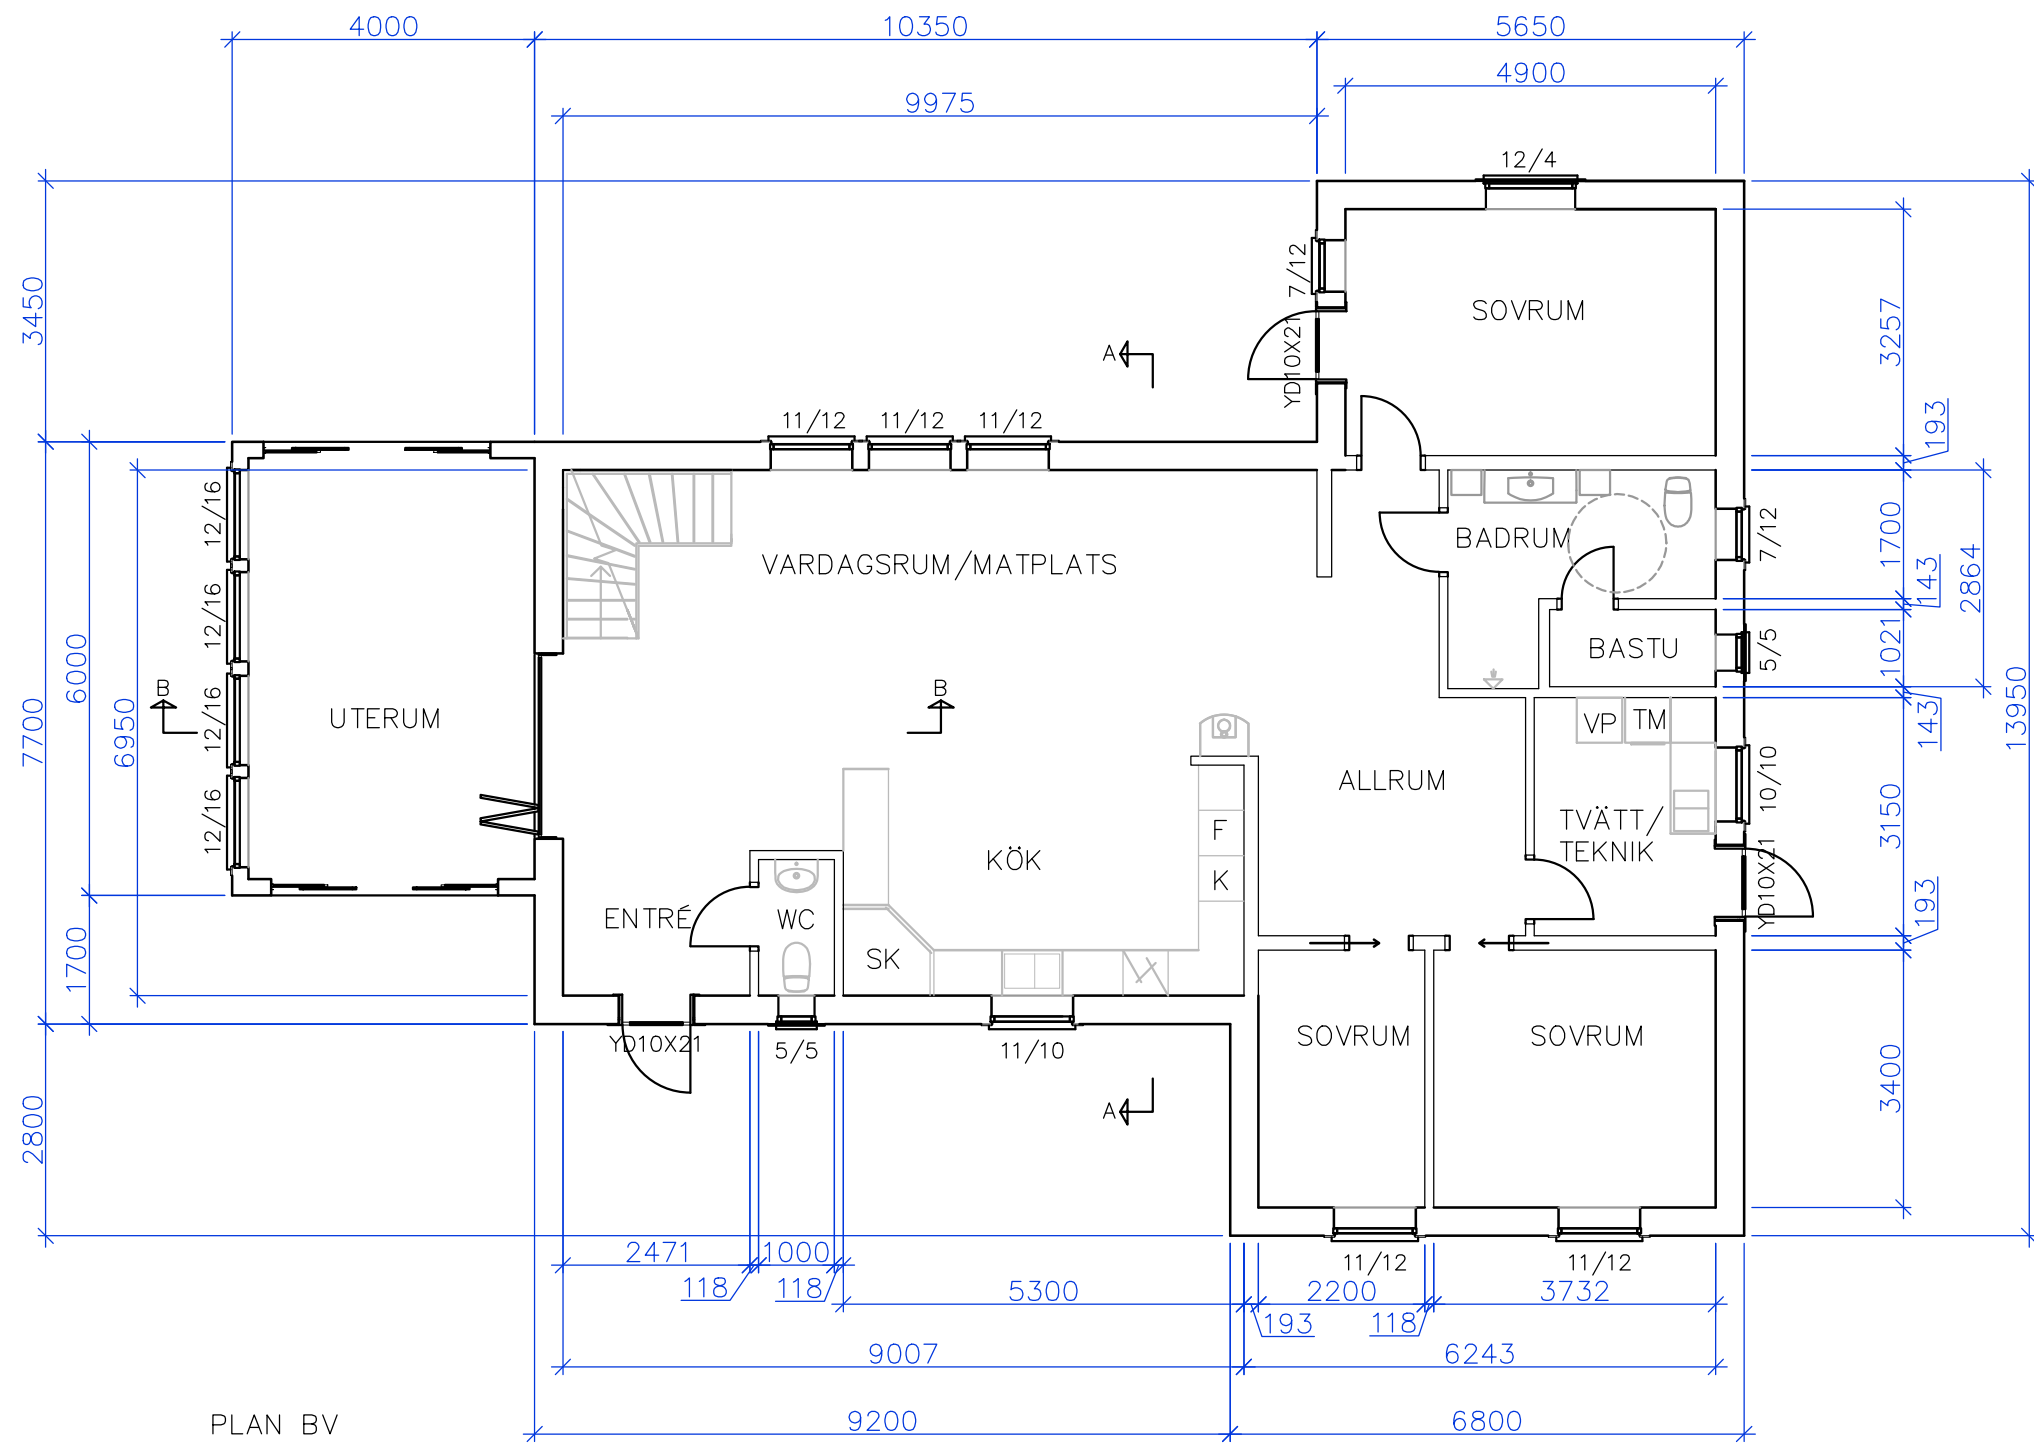 4000
10350
5650
4900
9975
12/4
3450
7/12
SOVRUM
3257
YD10X21
A
11/12
11/12
11/12
193
12/16
VARDAGSRUM/MATPLATS
BADRUM
7/12
1700
143
2864
12/16
BASTU
5/5
1021
6000
7700
6950
B
B
UTERUM
12/16
VP
TM
143
13950
12/16
ALLRUM
10/10
3150
F
KÖK
K
TVÄTT/
TEKNIK
YD10X21
193
ENTRÉ
WC
SK
1700
YD10X21
5/5
11/10
SOVRUM
SOVRUM
3400
2800
A
2471
1000
118
118
5300
11/12
11/12
2200
3732
193
118
9007
6243
9200
6800
PLAN BV